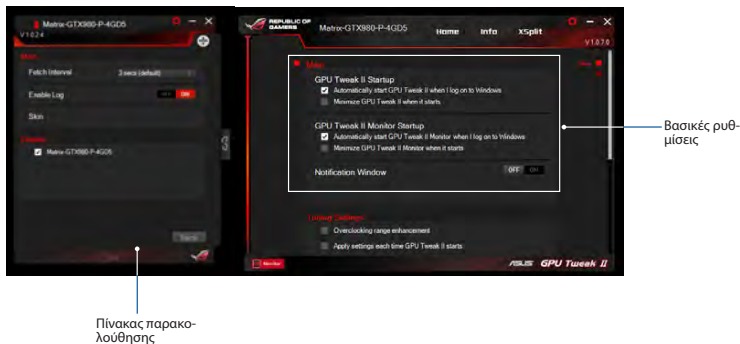 Matrix-GTX980-P-4GD5
V1.0.2.4
Main
Fetch Interval
3 secs (default)
Enable Log
OFF ON
Skin
Matrix-GTX980-P-4GD5
REPUBLIC OF
GAMERS
Matrix-GTX980-P-4GD5
Home Info XSplit
V1.0.7.0
Main
GPU Tweak II Startup
Automatically start GPU Tweak II when I log on to Windows
Minimize GPU Tweak II when it starts
GPU Tweak II Monitor Startup
Automatically start GPU Tweak II Monitor when I log on to Windows
Minimize GPU Tweak II Monitor when it starts
Notification Window
OFF ON
Overclocking range enhancement
Apply settings each time GPU Tweak II starts
Monitor
ASUS GPU Tweak II
Βασικές ρυθ-
μίσεις
Πίνακας παρακο-
λούθησης